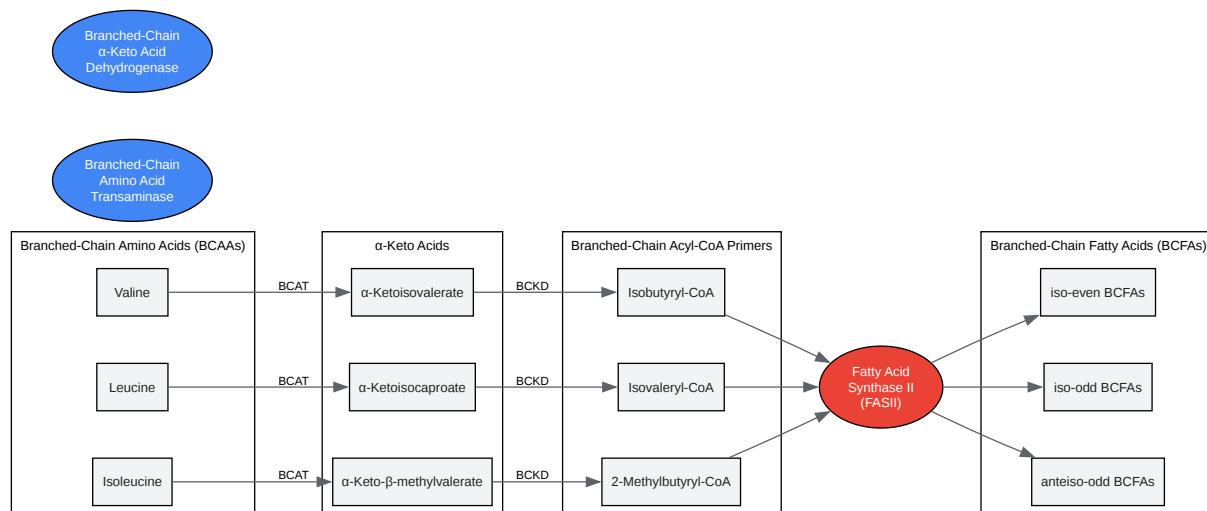 Branched-Chain
α-Keto Acid
Dehydrogenase
Branched-Chain
Amino Acid
Transaminase
Branched-Chain Amino Acids (BCAAs)
α-Keto Acids
Branched-Chain Acyl-CoA Primers
Branched-Chain Fatty Acids (BCFAs)
Valine
BCAT
α-Ketoisovalerate
BCKD
Isobutyryl-CoA
iso-even BCFAs
Leucine
BCAT
α-Ketoisocaproate
BCKD
Isovaleryl-CoA
Fatty Acid
Synthase II
(FASII)
iso-odd BCFAs
Isoleucine
BCAT
α-Keto-β-methylvalerate
BCKD
2-Methylbutyryl-CoA
anteiso-odd BCFAs